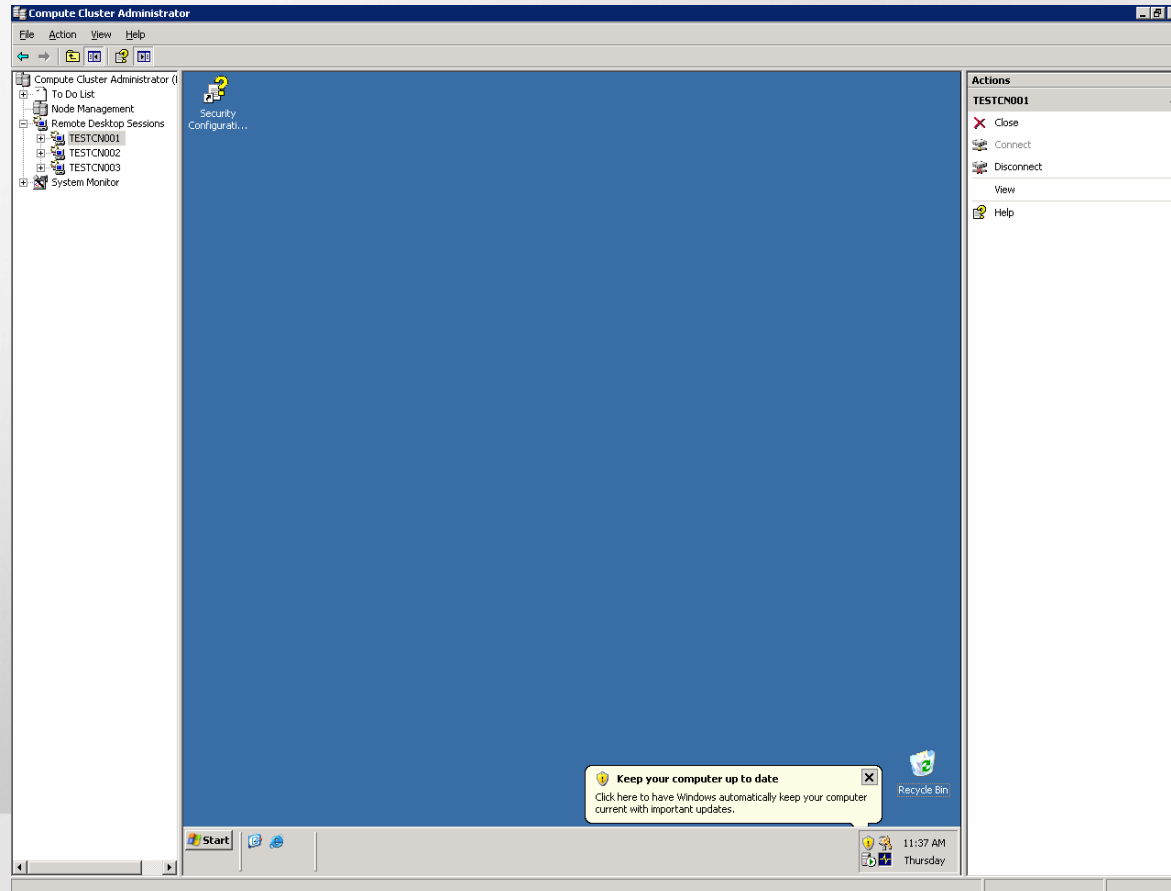 Compute Cluster Administrator
File Action View Help
Compute Cluster Administrator (
To Do List
Node Management
Remote Desktop Sessions
TESTCN001
TESTCN002
TESTCN003
System Monitor
Security
Configurati...
Keep your computer up to date
Click here to have Windows automatically keep your computer
current with important updates.
Recycle Bin
Start
11:37 AM
Thursday
Actions
TESTCN001
Close
Connect
Disconnect
View
Help